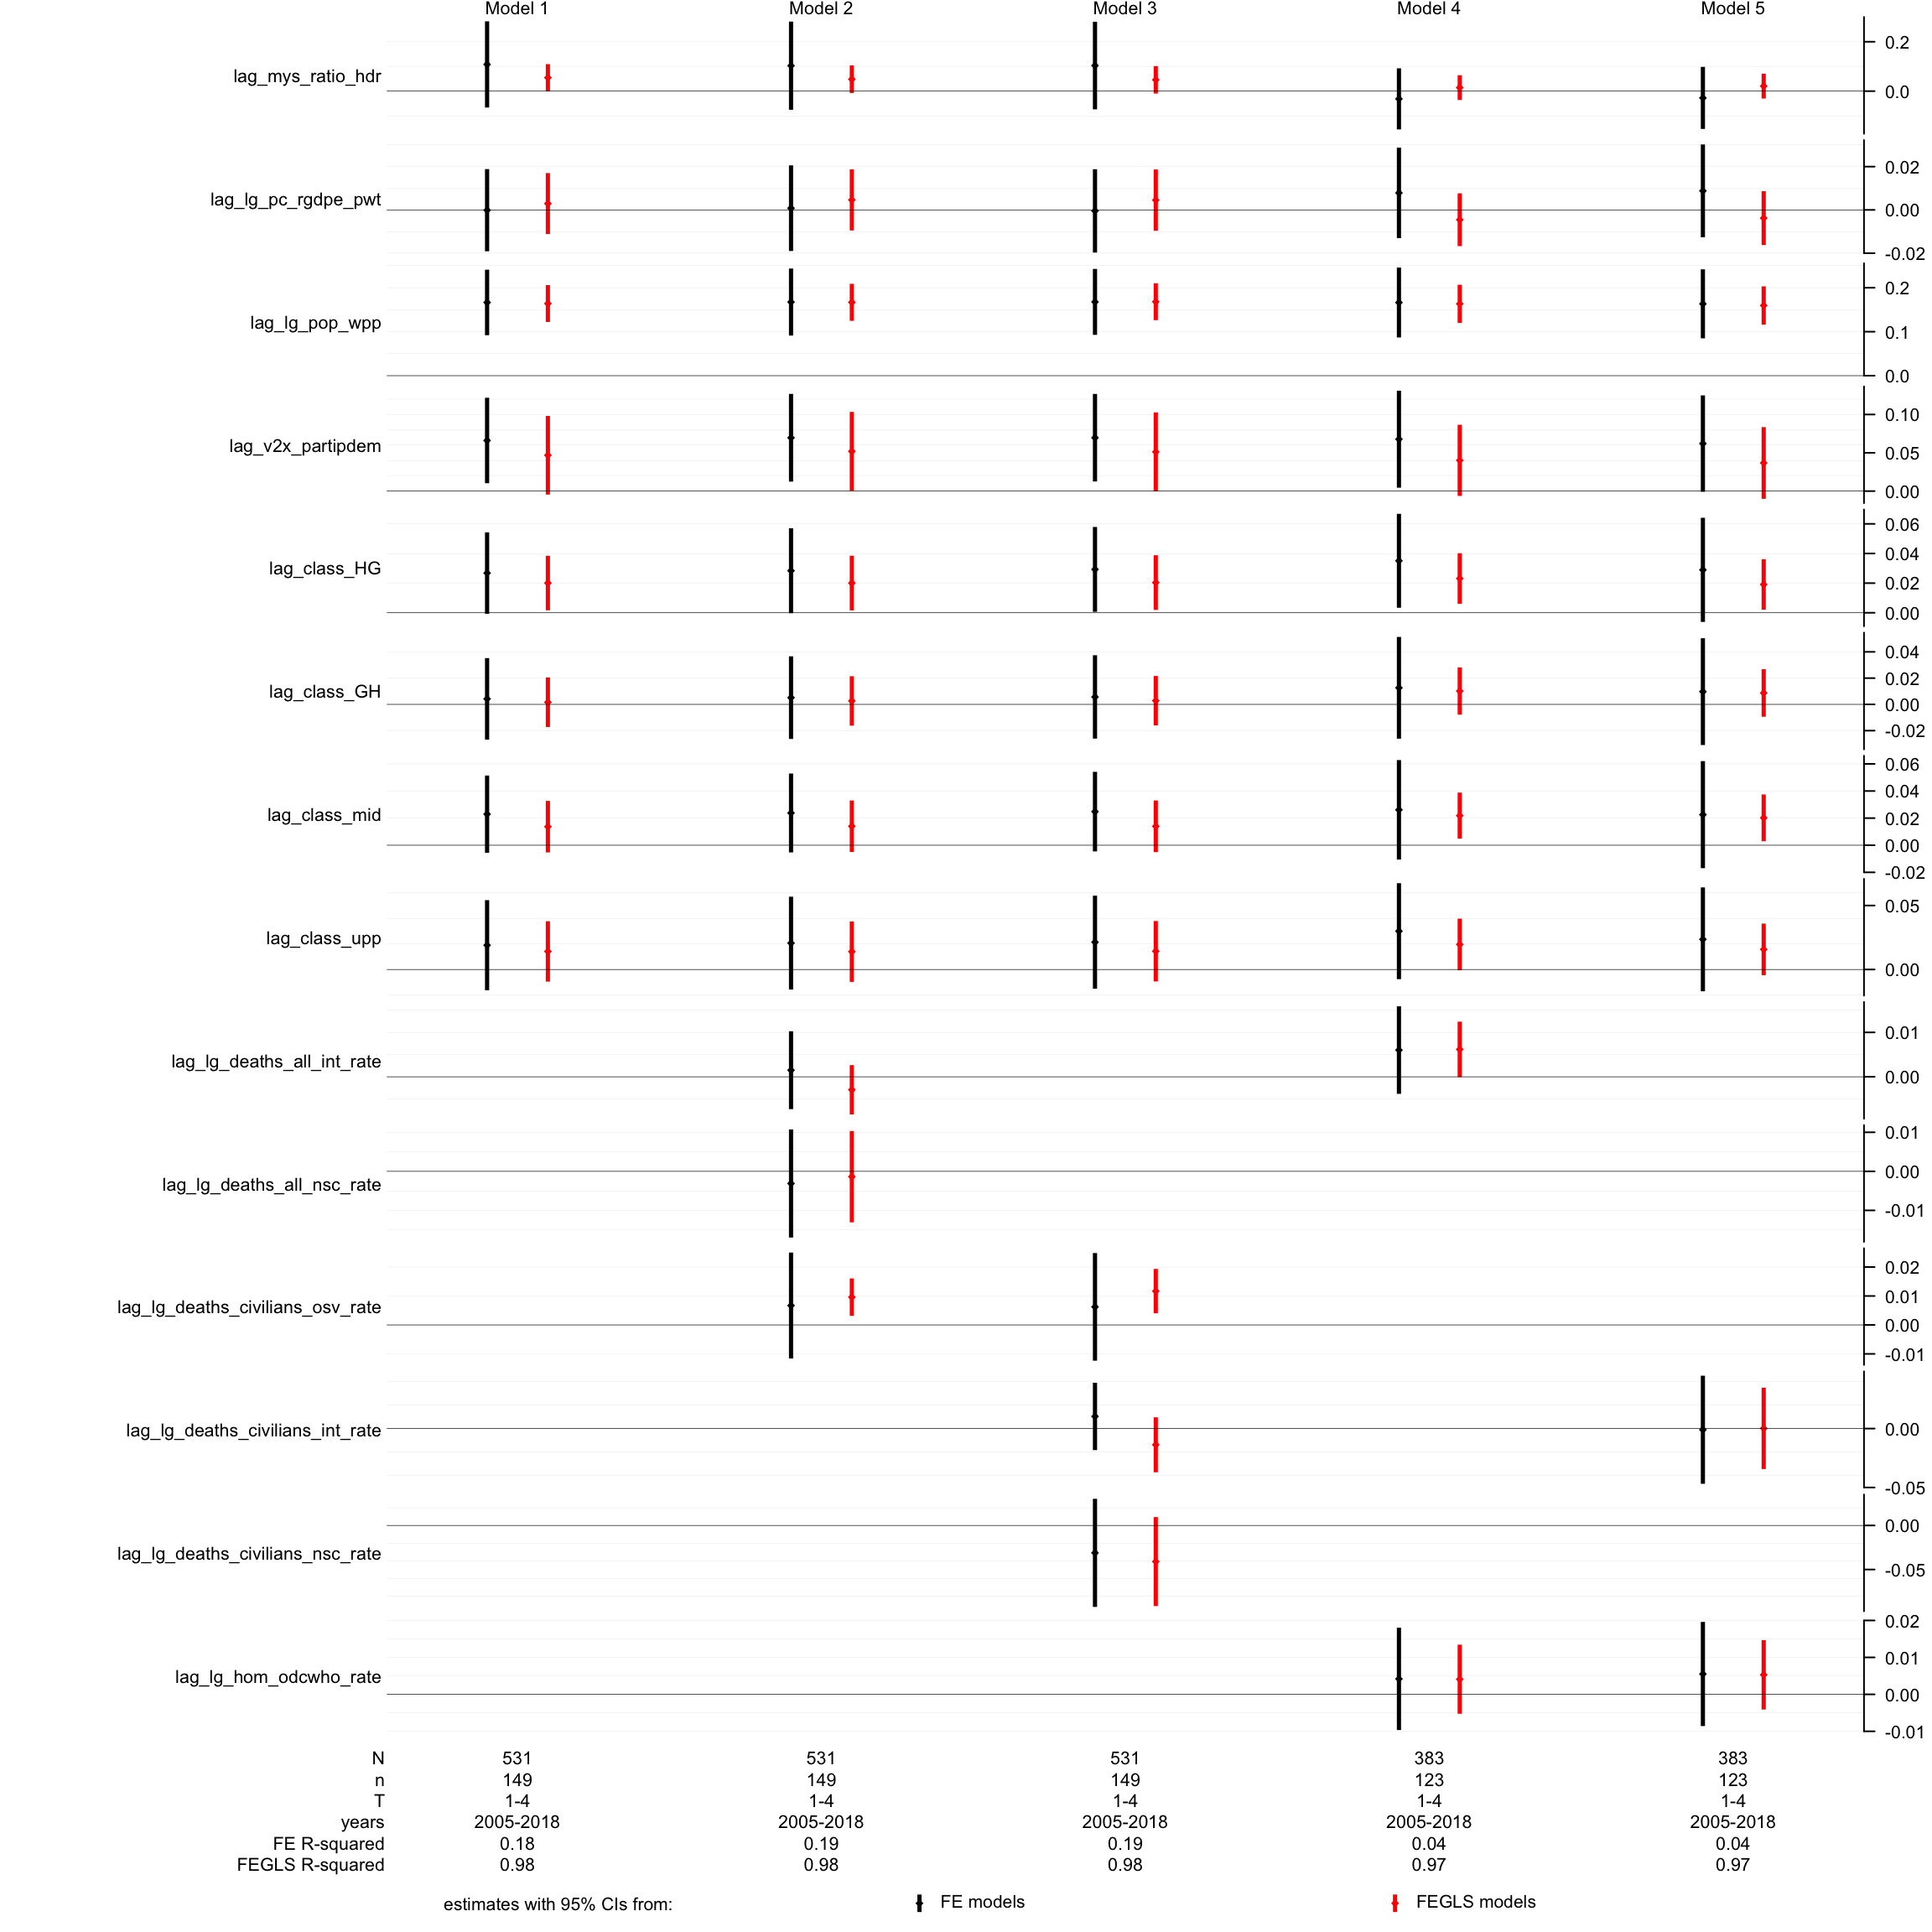 Model 1 Model 2 Model 3 Model 4 Model 5
lag_mys_ratio_hdr 0.2 0.0
lag_lg_pc_rgdpe_pwt 0.02 0.00 -0.02
lag_lg_pop_wpp 0.2 0.1 0.0
lag_v2x_partipdem 0.10 0.05 0.00
lag_class_HG 0.06 0.04 0.02 0.00
lag_class_GH 0.04 0.02 0.00 -0.02
lag_class_mid 0.06 0.04 0.02 0.00 -0.02
lag_class_upp 0.05 0.00
lag_lg_deaths_all_int_rate 0.01 0.00
lag_lg_deaths_all_nsc_rate 0.01 0.00 -0.01
lag_lg_deaths_civilians_osv_rate 0.02 0.01 0.00 -0.01
lag_lg_deaths_civilians_int_rate 0.00 -0.05
lag_lg_deaths_civilians_nsc_rate 0.00 -0.05
lag_lg_hom_odcwho_rate 0.02 0.01 0.00 -0.01
N 531 531 531 383 383
n 149 149 149 123 123
T 1-4 1-4 1-4 1-4 1-4
years 2005-2018 2005-2018 2005-2018 2005-2018 2005-2018
FE R-squared 0.18 0.19 0.19 0.04 0.04
FEGLS R-squared 0.98 0.98 0.98 0.97 0.97
estimates with 95% CIs from: FE models FEGLS models